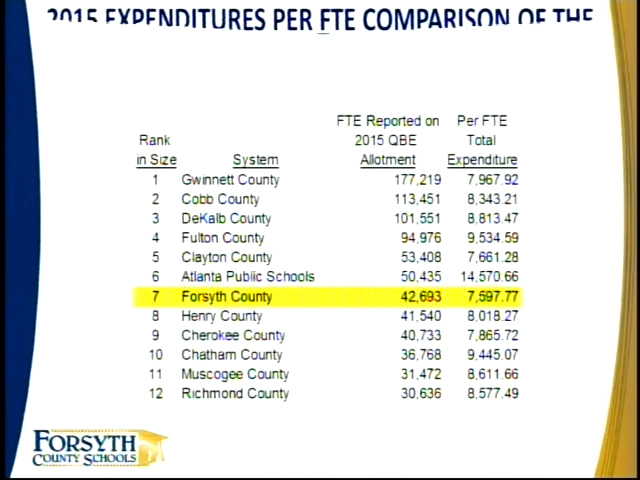 2015 EXPENDITURES PER FTE COMPARISON OF THE
FTE Reported on Per FTE
Rank 2015 QBE Total
in Size System Allotment Expenditure
1 Gwinnett County 177,219 7,967.92
2 Cobb County 113,451 8,343.21
3 DeKalb County 101,551 8,813.47
4 Fulton County 94,976 9,534.59
5 Clayton County 53,408 7,661.28
6 Atlanta Public Schools 50,435 14,570.66
7 Forsyth County 42,693 7,597.77
8 Henry County 41,540 8,018.27
9 Cherokee County 40,733 7,865.72
10 Chatham County 36,768 9,445.07
11 Muscogee County 31,472 8,611.66
12 Richmond County 30,636 8,577.49
FORSYTH
COUNTY SCHOOLS